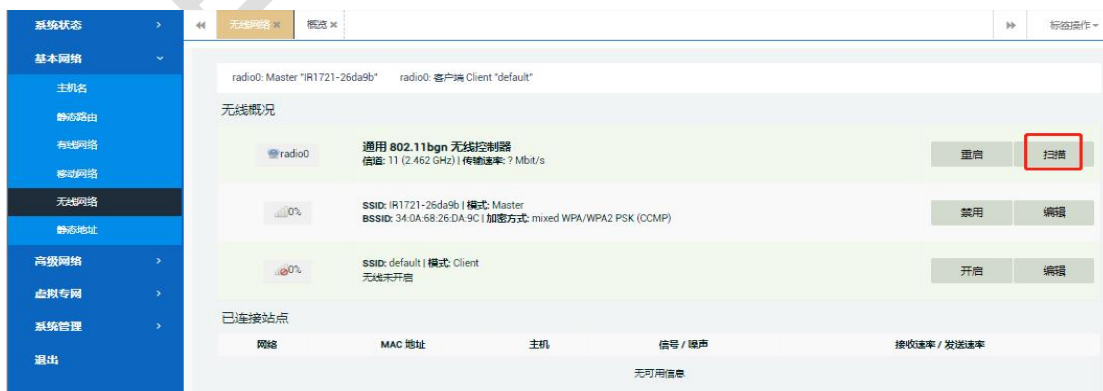 系统状态
基本网络
主机名
静态路由
有线网络
移动网络
无线网络
静态地址
高级网络
虚拟专网
系统管理
退出
无线网络 概览 标签操作
radio0: Master "IR1721-26da9b" radio0: 客户端 Client "default"
无线概况
radio0
通用 802.11bgn 无线控制器
信道: 11 (2.462 GHz) | 传输速率: ? Mbit/s
重启 扫描
0%
SSID: IR1721-26da9b | 模式: Master
BSSID: 34:0A:68:26:DA:9C | 加密方式: mixed WPA/WPA2 PSK (CCMP)
禁用 编辑
0%
SSID: default | 模式: Client
无线未开启
开启 编辑
已连接站点
网络 MAC 地址 主机 信号 / 噪声 接收速率 / 发送速率
无可用信息